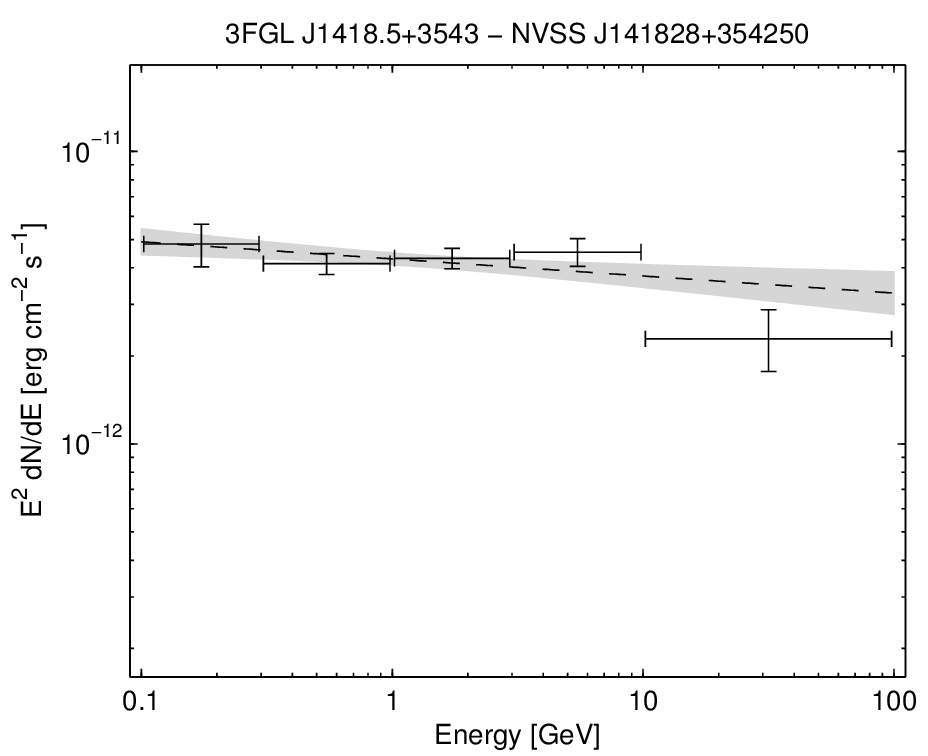 3FGL J1418.5+3543 − NVSS J141828+354250
10⁻¹¹
10⁻¹²
E² dN/dE [erg cm⁻² s⁻¹]
0.1 1 10 100
Energy [GeV]